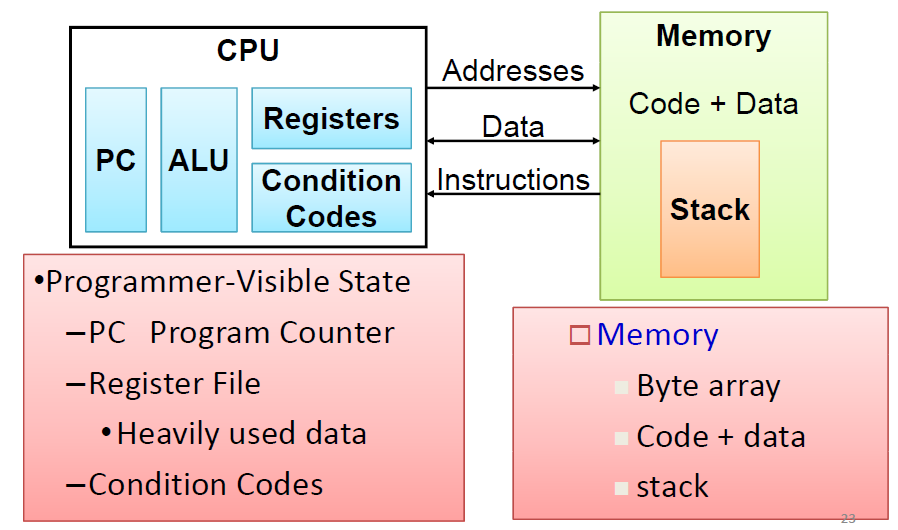 CPU
PC
ALU
Registers
Condition
Codes
Addresses
Data
Instructions
Memory
Code + Data
Stack
•Programmer-Visible State
–PC Program Counter
–Register File
•Heavily used data
–Condition Codes
Memory
Byte array
Code + data
stack
23